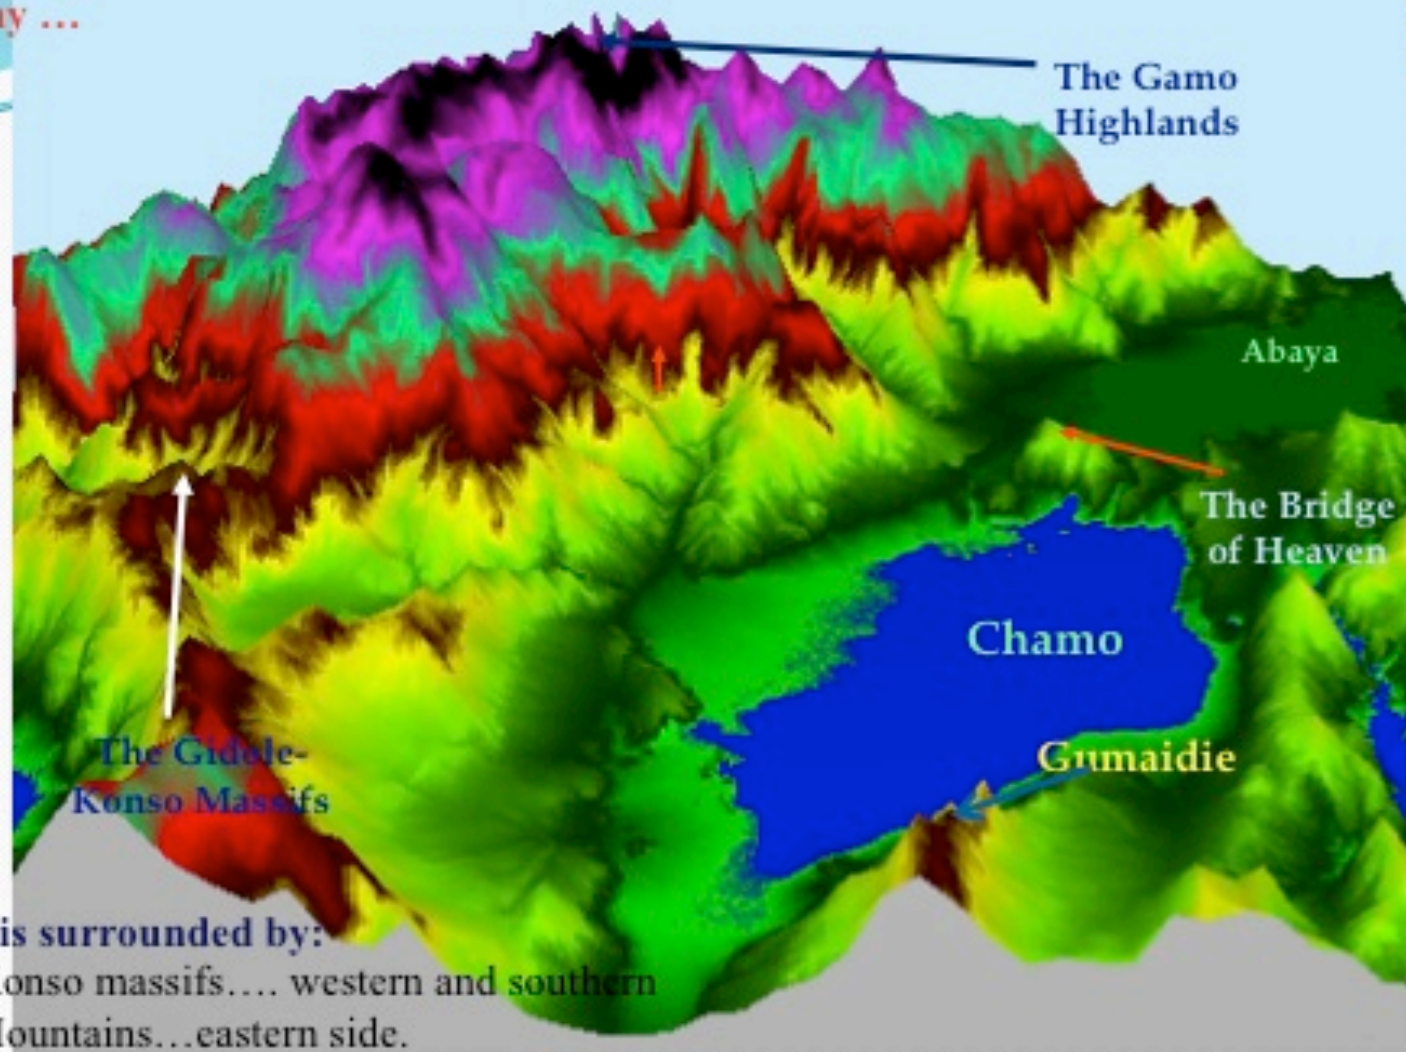 ...
The Gamo
Highlands
Abaya
The Bridge
of Heaven
Chamo
Gumaidie
The Gidole-
Konso Massifs
is surrounded by:
onso massifs.... western and southern
ountains...eastern side.